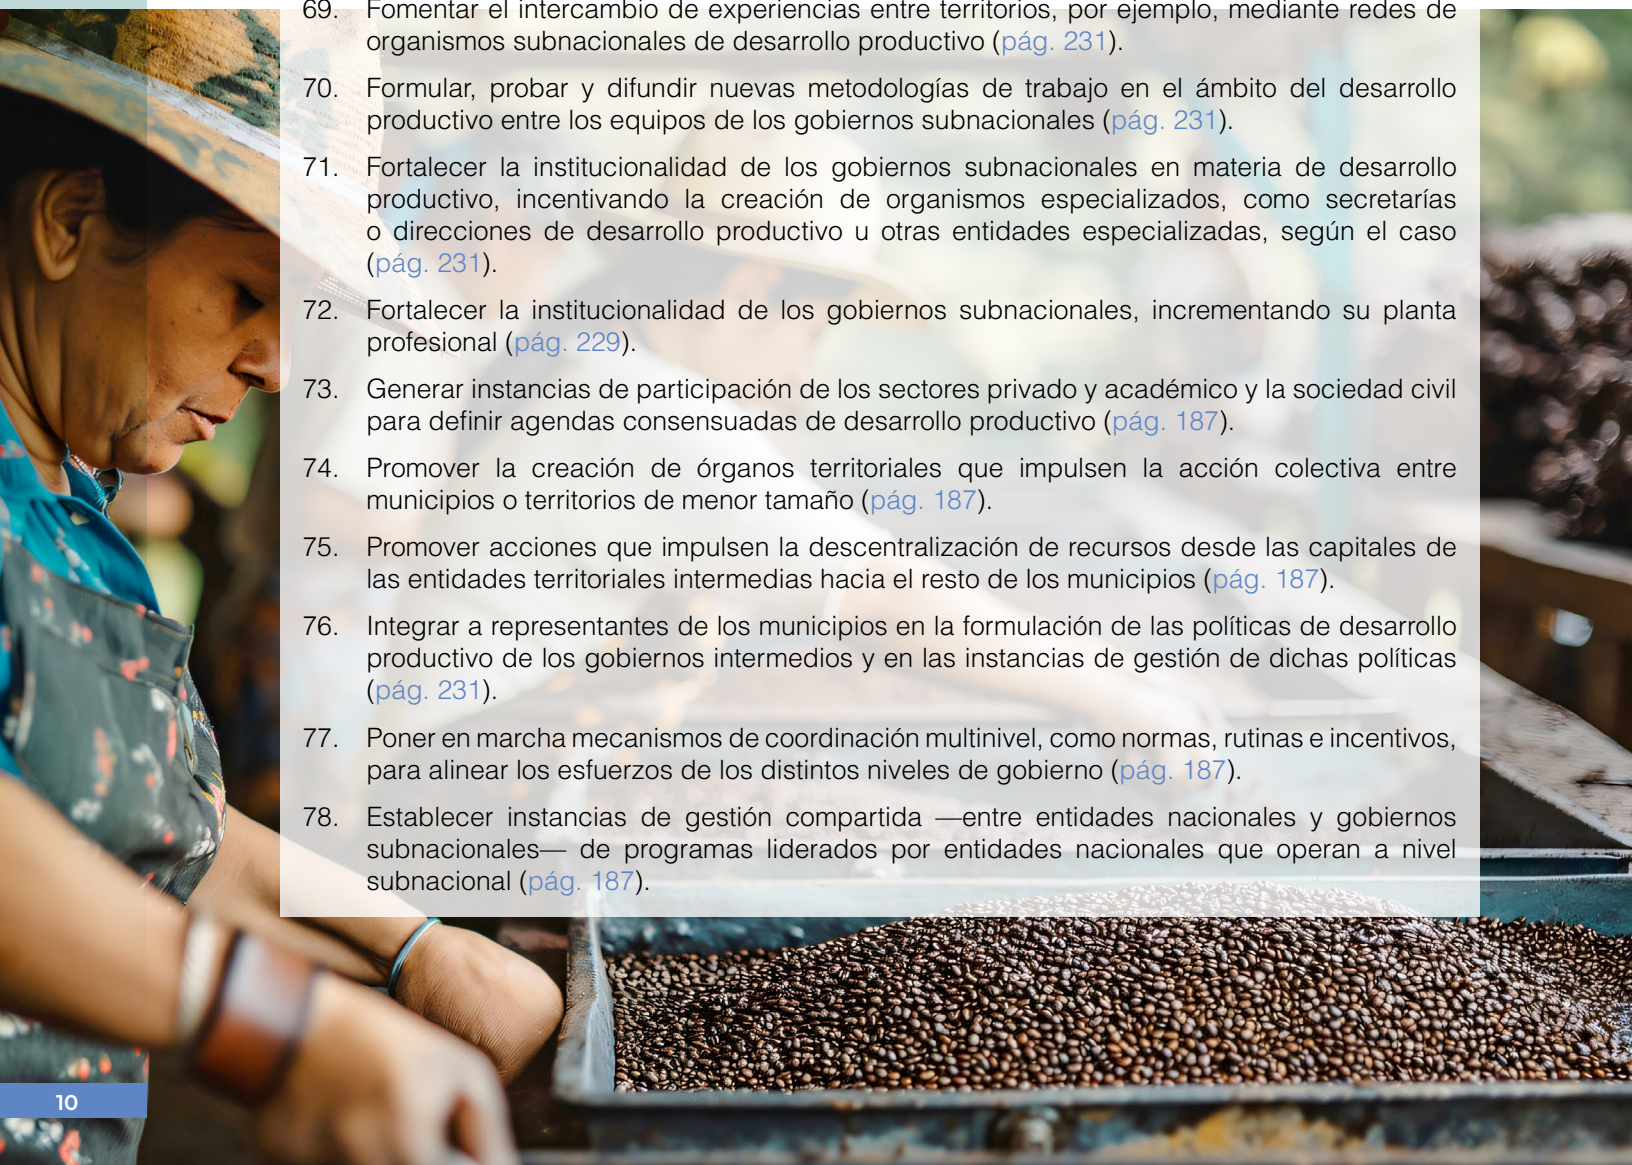 69. Fomentar el intercambio de experiencias entre territorios, por ejemplo, mediante redes de
organismos subnacionales de desarrollo productivo (pág. 231).
70. Formular, probar y difundir nuevas metodologías de trabajo en el ámbito del desarrollo
productivo entre los equipos de los gobiernos subnacionales (pág. 231).
71. Fortalecer la institucionalidad de los gobiernos subnacionales en materia de desarrollo
productivo, incentivando la creación de organismos especializados, como secretarías
o direcciones de desarrollo productivo u otras entidades especializadas, según el caso
(pág. 231).
72. Fortalecer la institucionalidad de los gobiernos subnacionales, incrementando su planta
profesional (pág. 229).
73. Generar instancias de participación de los sectores privado y académico y la sociedad civil
para definir agendas consensuadas de desarrollo productivo (pág. 187).
74. Promover la creación de órganos territoriales que impulsen la acción colectiva entre
municipios o territorios de menor tamaño (pág. 187).
75. Promover acciones que impulsen la descentralización de recursos desde las capitales de
las entidades territoriales intermedias hacia el resto de los municipios (pág. 187).
76. Integrar a representantes de los municipios en la formulación de las políticas de desarrollo
productivo de los gobiernos intermedios y en las instancias de gestión de dichas políticas
(pág. 231).
77. Poner en marcha mecanismos de coordinación multinivel, como normas, rutinas e incentivos,
para alinear los esfuerzos de los distintos niveles de gobierno (pág. 187).
78. Establecer instancias de gestión compartida —entre entidades nacionales y gobiernos
subnacionales— de programas liderados por entidades nacionales que operan a nivel
subnacional (pág. 187).
10